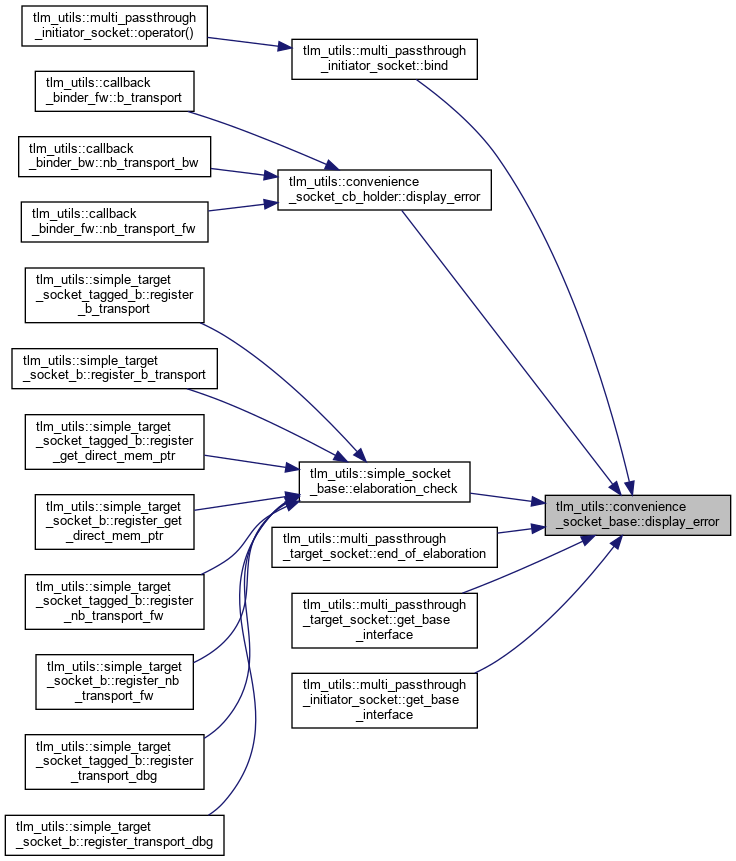 tlm_utils::multi_passthrough
_initiator_socket::operator()
tlm_utils::multi_passthrough
_initiator_socket::bind
tlm_utils::callback
_binder_fw::b_transport
tlm_utils::callback
_binder_bw::nb_transport_bw
tlm_utils::convenience
_socket_cb_holder::display_error
tlm_utils::callback
_binder_fw::nb_transport_fw
tlm_utils::simple_target
_socket_tagged_b::register
_b_transport
tlm_utils::simple_target
_socket_b::register_b_transport
tlm_utils::simple_target
_socket_tagged_b::register
_get_direct_mem_ptr
tlm_utils::simple_socket
_base::elaboration_check
tlm_utils::simple_target
_socket_b::register_get
_direct_mem_ptr
tlm_utils::convenience
_socket_base::display_error
tlm_utils::multi_passthrough
_target_socket::end_of_elaboration
tlm_utils::simple_target
_socket_tagged_b::register
_nb_transport_fw
tlm_utils::multi_passthrough
_target_socket::get_base
_interface
tlm_utils::simple_target
_socket_b::register_nb
_transport_fw
tlm_utils::multi_passthrough
_initiator_socket::get_base
_interface
tlm_utils::simple_target
_socket_tagged_b::register
_transport_dbg
tlm_utils::simple_target
_socket_b::register_transport_dbg